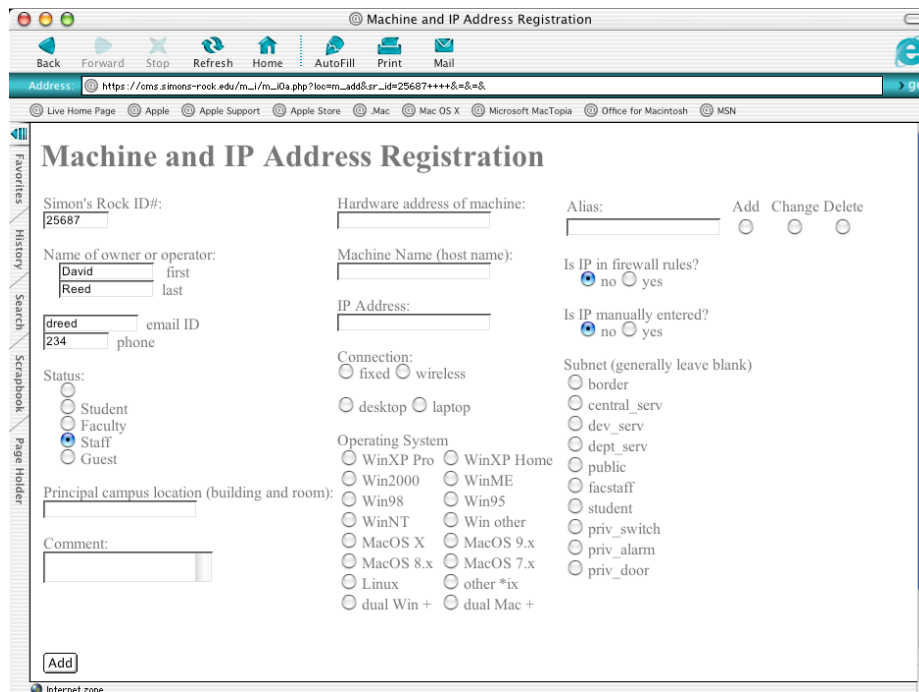 Machine and IP Address Registration
Back Forward Stop Refresh Home AutoFill Print Mail
Address: https://cms.simons-rock.edu/m_i/m_i0a.php?loc=m_add&sr_id=25687++++&=&=& go
Live Home Page Apple Apple Support Apple Store .Mac Mac OS X Microsoft MacTopia Office for Macintosh MSN
Favorites
History
Search
Scrapbook
Page Holder
Machine and IP Address Registration
Simon's Rock ID#:
25687
Name of owner or operator:
David first
Reed last
dreed email ID
234 phone
Status:
Student
Faculty
Staff
Guest
Principal campus location (building and room):
Comment:
Hardware address of machine:
Machine Name (host name):
IP Address:
Connection:
fixed wireless
desktop laptop
Operating System
WinXP Pro WinXP Home
Win2000 WinME
Win98 Win95
WinNT Win other
MacOS X MacOS 9.x
MacOS 8.x MacOS 7.x
Linux other *ix
dual Win + dual Mac +
Alias: Add Change Delete
Is IP in firewall rules?
no yes
Is IP manually entered?
no yes
Subnet (generally leave blank)
border
central_serv
dev_serv
dept_serv
public
facstaff
student
priv_switch
priv_alarm
priv_door
Add
Internet zone